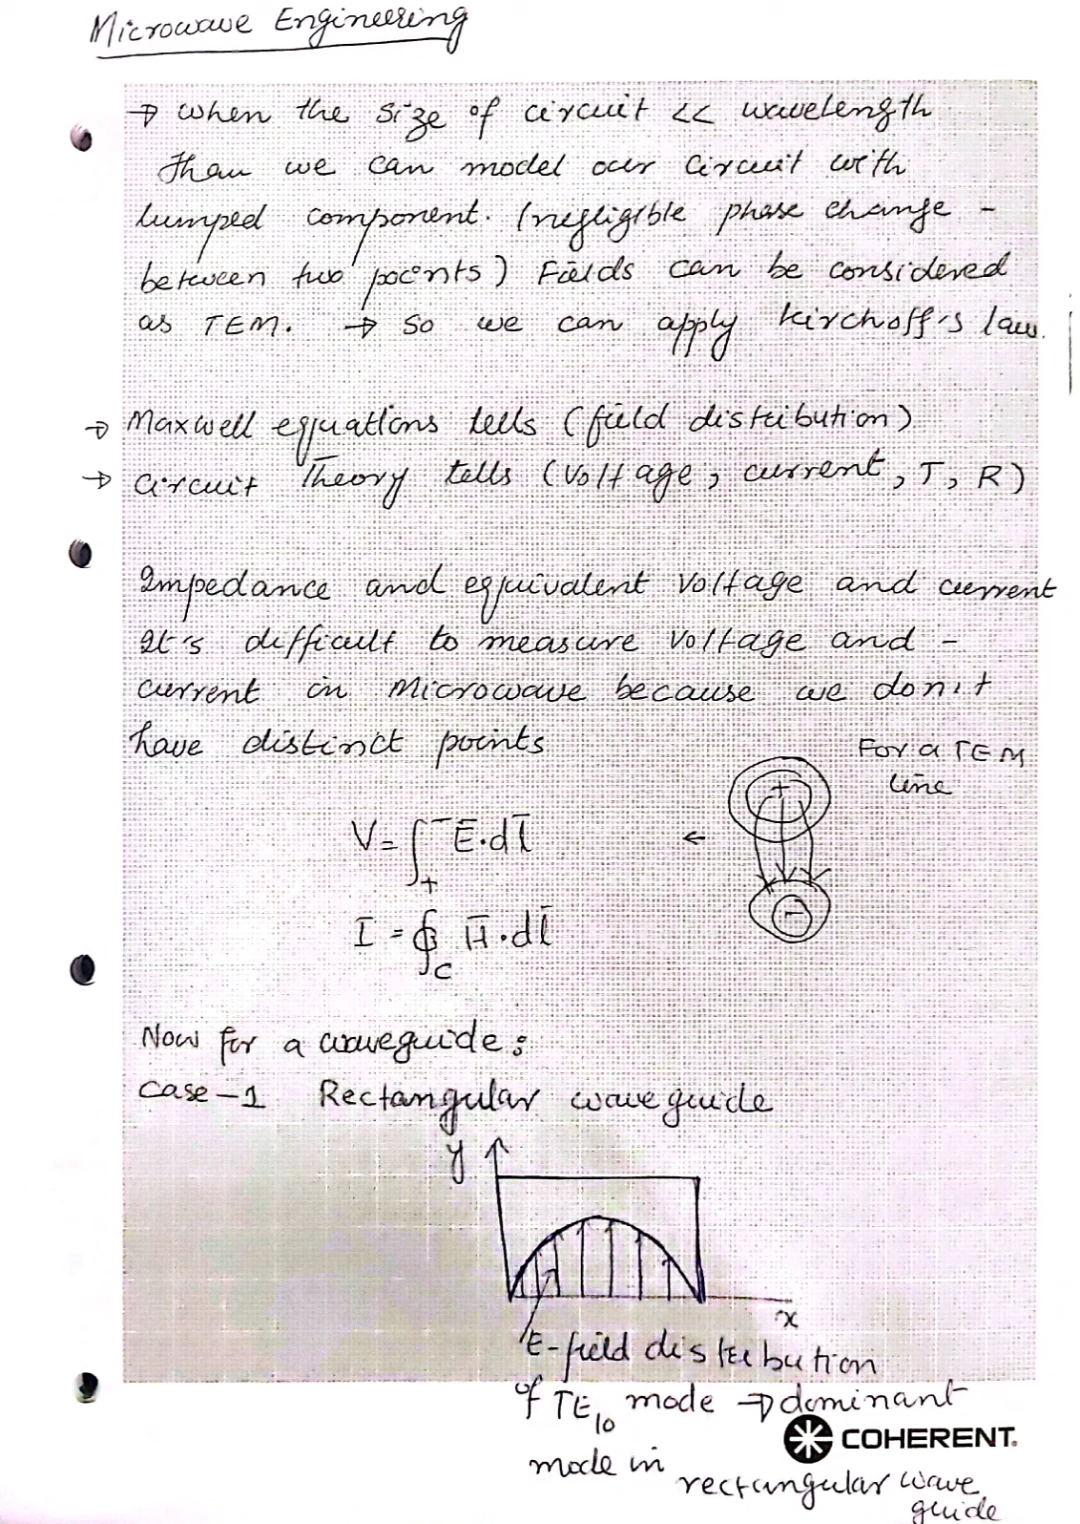 Microwave Engineering
→ when the size of circuit << wavelength
Than we can model our circuit with
lumped component. (negligible phase change -
between two points) Fields can be considered
as TEM. → So we can apply kirchoff's law.
→ Maxwell equations tells (field distribution)
→ circuit Theory tells (Voltage, current, T, R)
Impedance and equivalent voltage and current
It's difficult to measure voltage and -
current in Microwave because we don't
have distinct points
For a TEM
line
+
V = ∫₊⁻ Ē.dl̄
←
-
I = ∮_C H̄.dl̄
Now for a waveguide:
Case-1 Rectangular waveguide
y
x
E-field distribution
of TE₁₀ mode → dominant
COHERENT.
mode in rectangular wave
guide